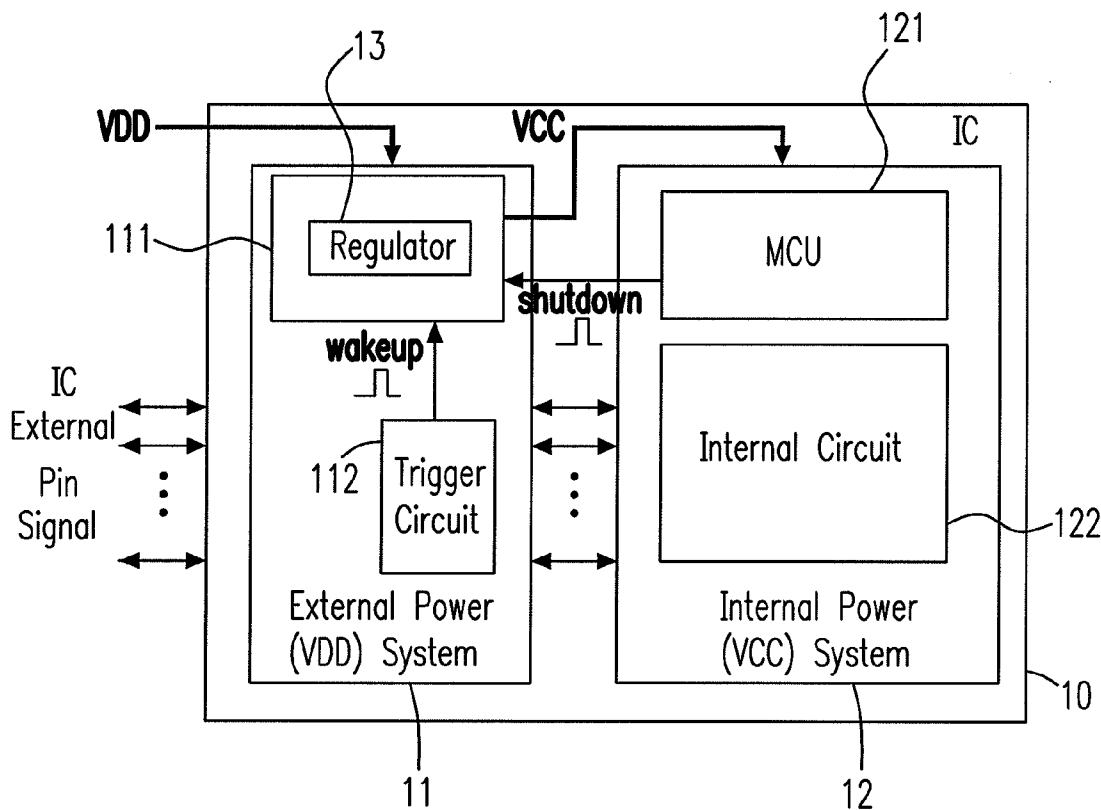 13
121
VDD
VCC
IC
111
Regulator
MCU
shutdown
wakeup
IC
External
Pin
Signal
112
Trigger
Circuit
Internal Circuit
122
External Power
(VDD) System
Internal Power
(VCC) System
10
11
12